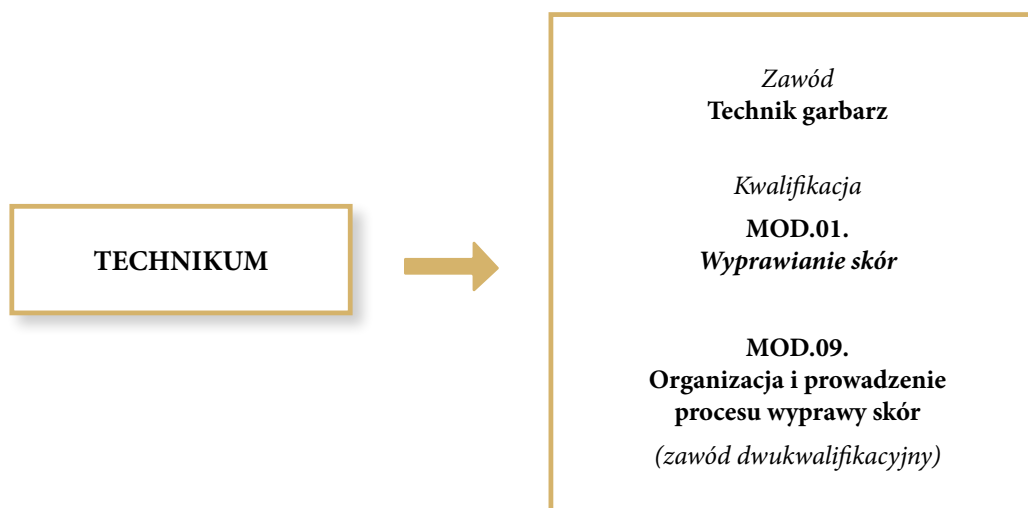 TECHNIKUM
Zawód
Technik garbarz
Kwalifikacja
MOD.01.
Wyprawianie skór
MOD.09.
Organizacja i prowadzenie
procesu wyprawy skór
(zawód dwukwalifikacyjny)